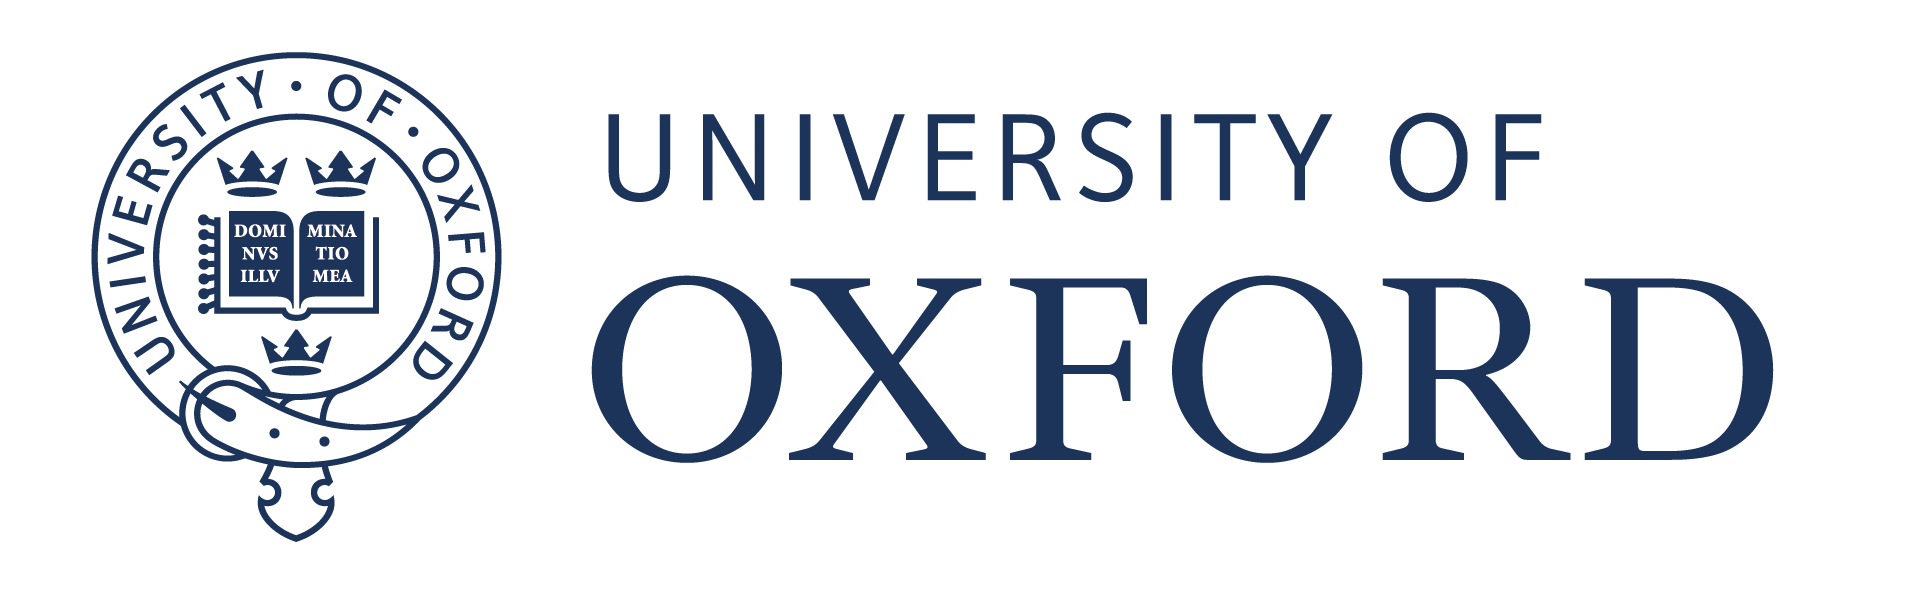 UNIVERSITY · OF · OXFORD
DOMI
NVS
ILLV
MINA
TIO
MEA
UNIVERSITY OF
OXFORD